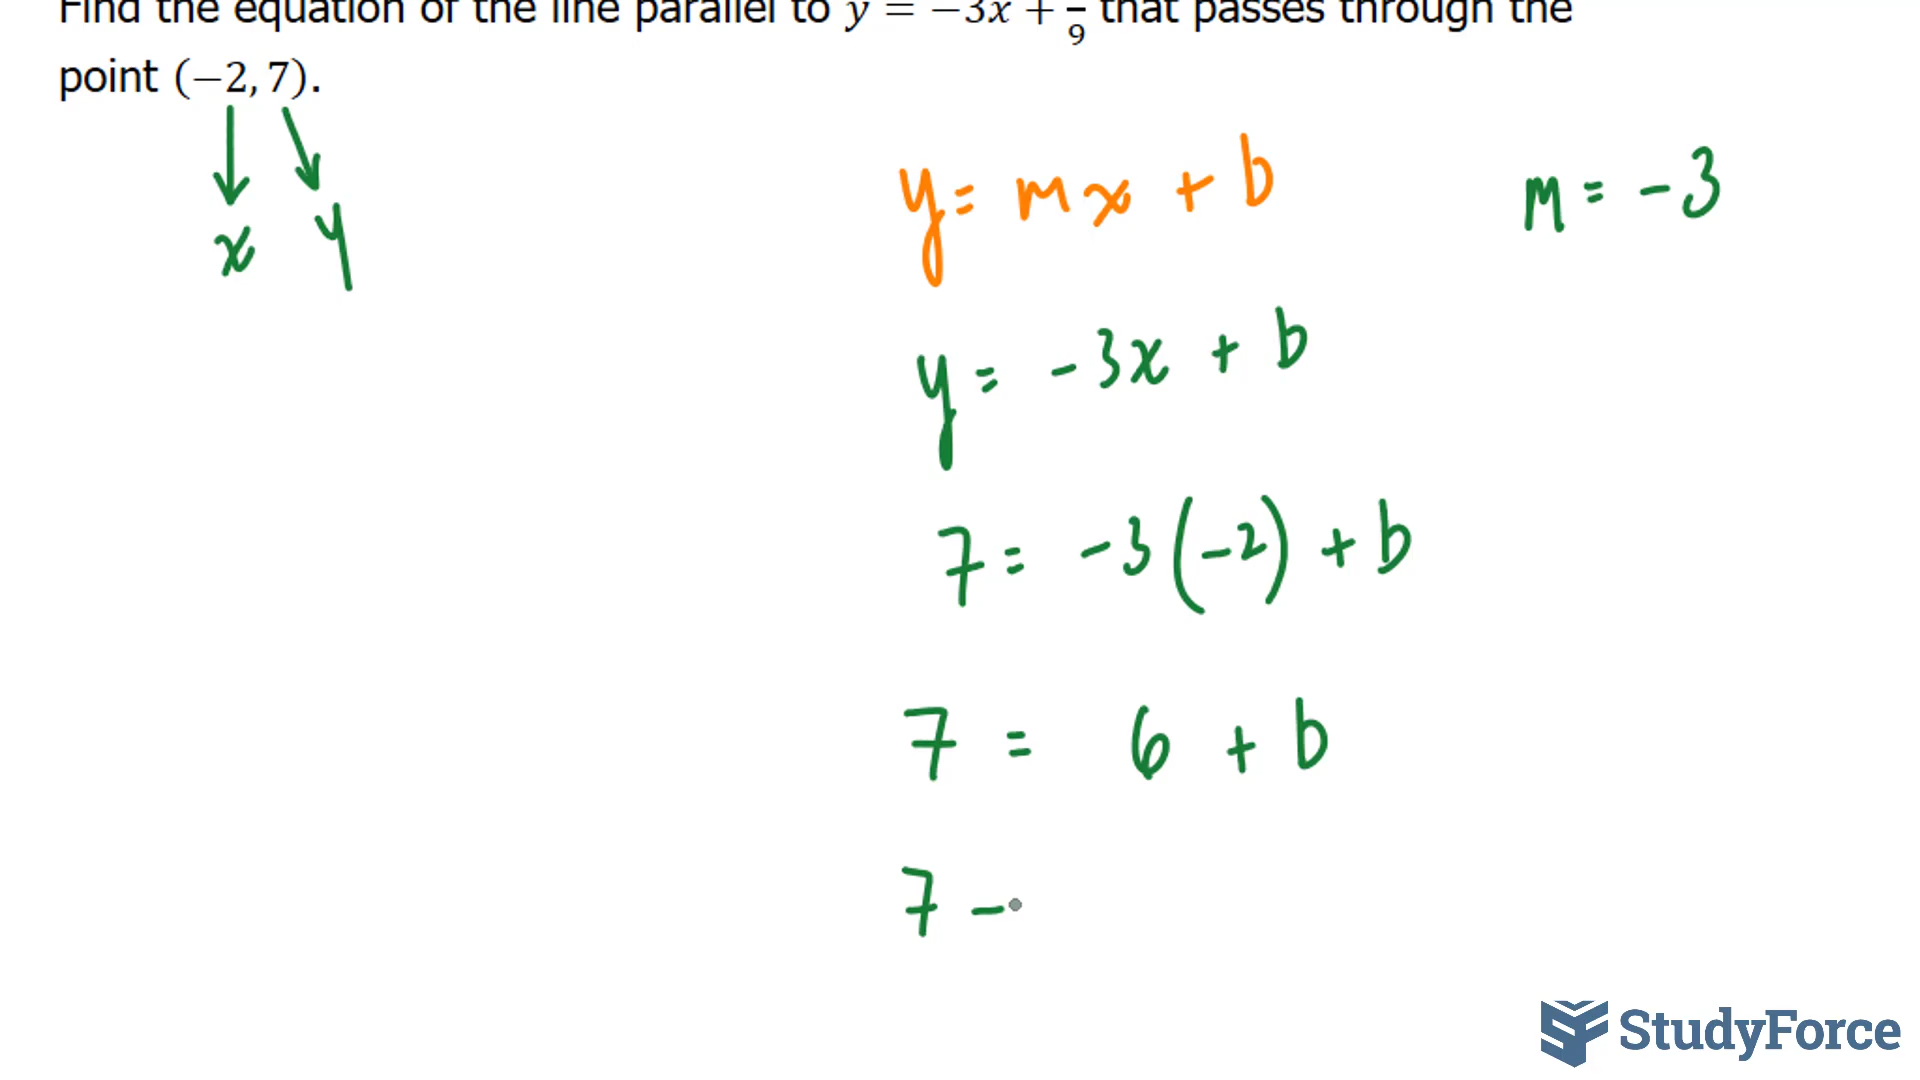 Find the equation of the line parallel to y = −3x + –/9 that passes through the
point (−2, 7).
x y
y = mx + b
m = -3
y = -3x + b
7 = -3(-2) + b
7 = 6 + b
7 -
StudyForce